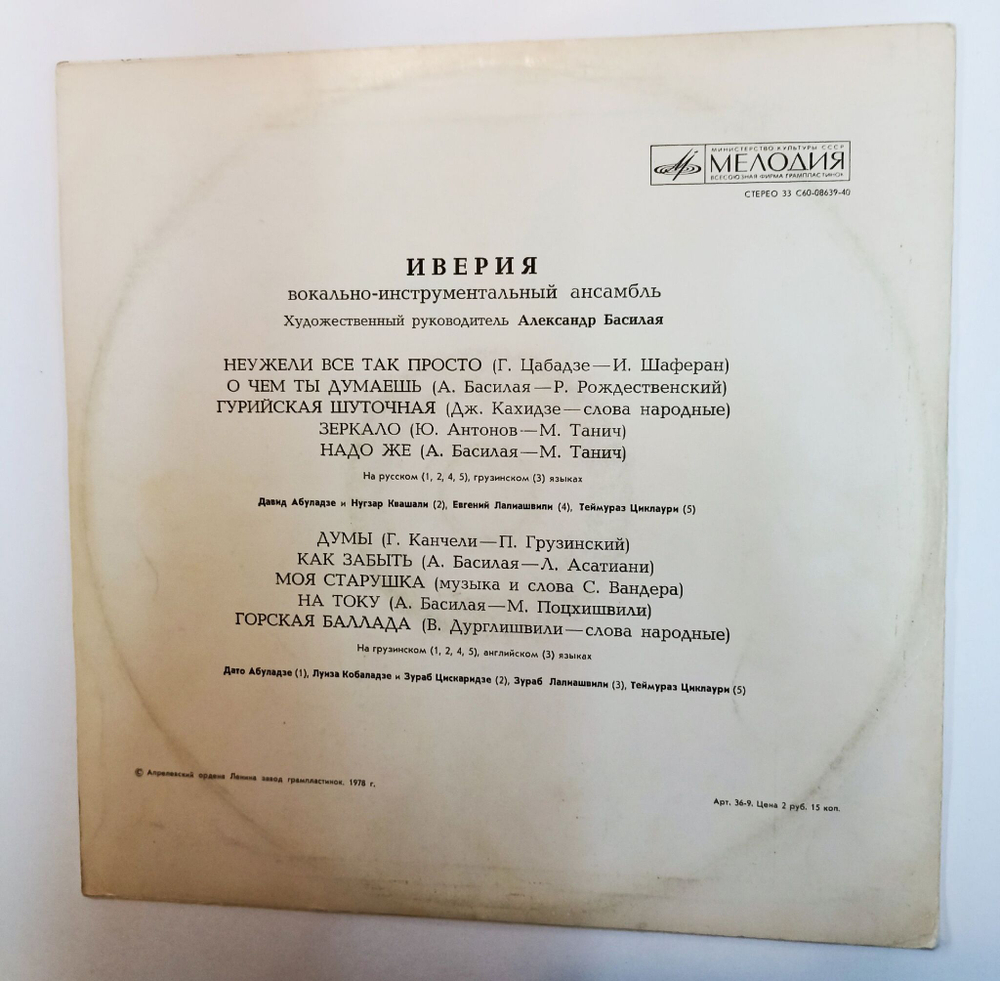 МИНИСТЕРСТВО КУЛЬТУРЫ СССР
МЕЛОДИЯ
ВСЕСОЮЗНАЯ ФИРМА ГРАМПЛАСТИНОК
СТЕРЕО 33 С60-08639-40
ИВЕРИЯ
вокально-инструментальный ансамбль
Художественный руководитель Александр Басилая
НЕУЖЕЛИ ВСЕ ТАК ПРОСТО (Г. Цабадзе—И. Шаферан)
О ЧЕМ ТЫ ДУМАЕШЬ (А. Басилая—Р. Рождественский)
ГУРИЙСКАЯ ШУТОЧНАЯ (Дж. Кахидзе—слова народные)
ЗЕРКАЛО (Ю. Антонов—М. Танич)
НАДО ЖЕ (А. Басилая—М. Танич)
На русском (1, 2, 4, 5), грузинском (3) языках
Давид Абуладзе и Нугзар Квашали (2), Евгений Лалиашвили (4), Теймураз Циклаури (5)
ДУМЫ (Г. Канчели—П. Грузинский)
КАК ЗАБЫТЬ (А. Басилая—Л. Асатиани)
МОЯ СТАРУШКА (музыка и слова С. Вандера)
НА ТОКУ (А. Басилая—М. Поцхишвили)
ГОРСКАЯ БАЛЛАДА (В. Дурглишвили—слова народные)
На грузинском (1, 2, 4, 5), английском (3) языках
Дато Абуладзе (1), Луиза Кобаладзе и Зураб Цискаридзе (2), Зураб Лалиашвили (3), Теймураз Циклаури (5)
© Апрелевский ордена Ленина завод грампластинок. 1978 г.
Арт. 36-9. Цена 2 руб. 15 коп.